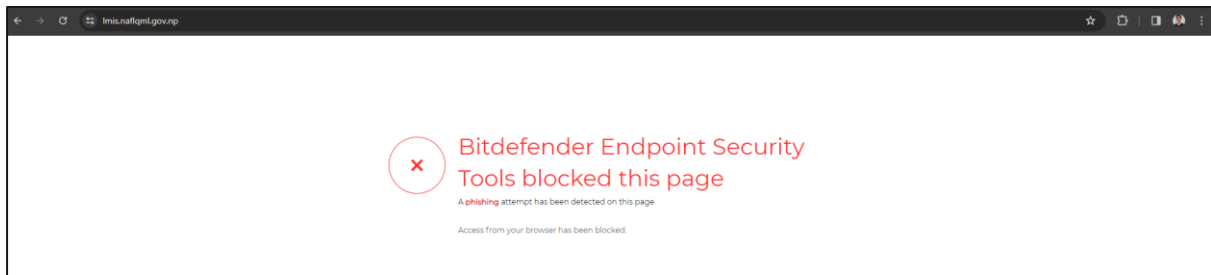 lmis.naflqml.gov.np
Bitdefender Endpoint Security
Tools blocked this page
A phishing attempt has been detected on this page.
Access from your browser has been blocked.